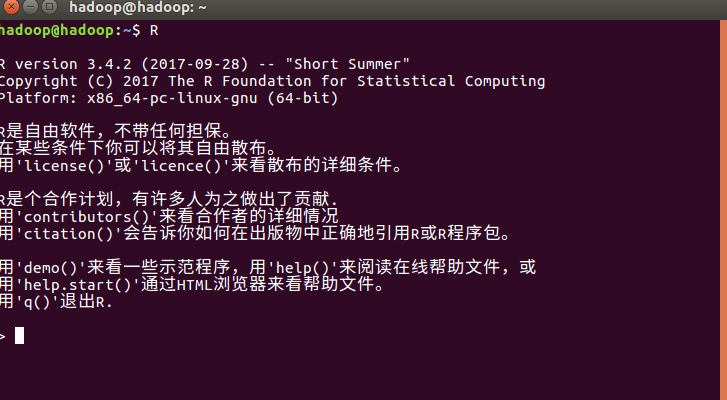 hadoop@hadoop: ~
hadoop@hadoop:~$ R
R version 3.4.2 (2017-09-28) -- "Short Summer"
Copyright (C) 2017 The R Foundation for Statistical Computing
Platform: x86_64-pc-linux-gnu (64-bit)
R是自由软件，不带任何担保。
在某些条件下你可以将其自由散布。
用'license()'或'licence()'来看散布的详细条件。
R是个合作计划，有许多人为之做出了贡献.
用'contributors()'来看合作者的详细情况
用'citation()'会告诉你如何在出版物中正确地引用R或R程序包。
用'demo()'来看一些示范程序，用'help()'来阅读在线帮助文件，或
用'help.start()'通过HTML浏览器来看帮助文件。
用'q()'退出R.
>